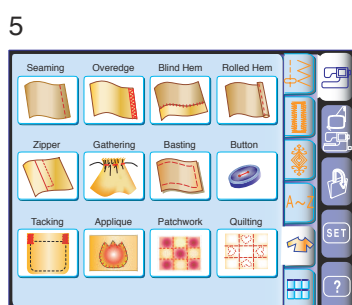 5
Seaming Overedge Blind Hem Rolled Hem
Zipper Gathering Basting Button
A~Z
Tacking Applique Patchwork Quilting
SET
?